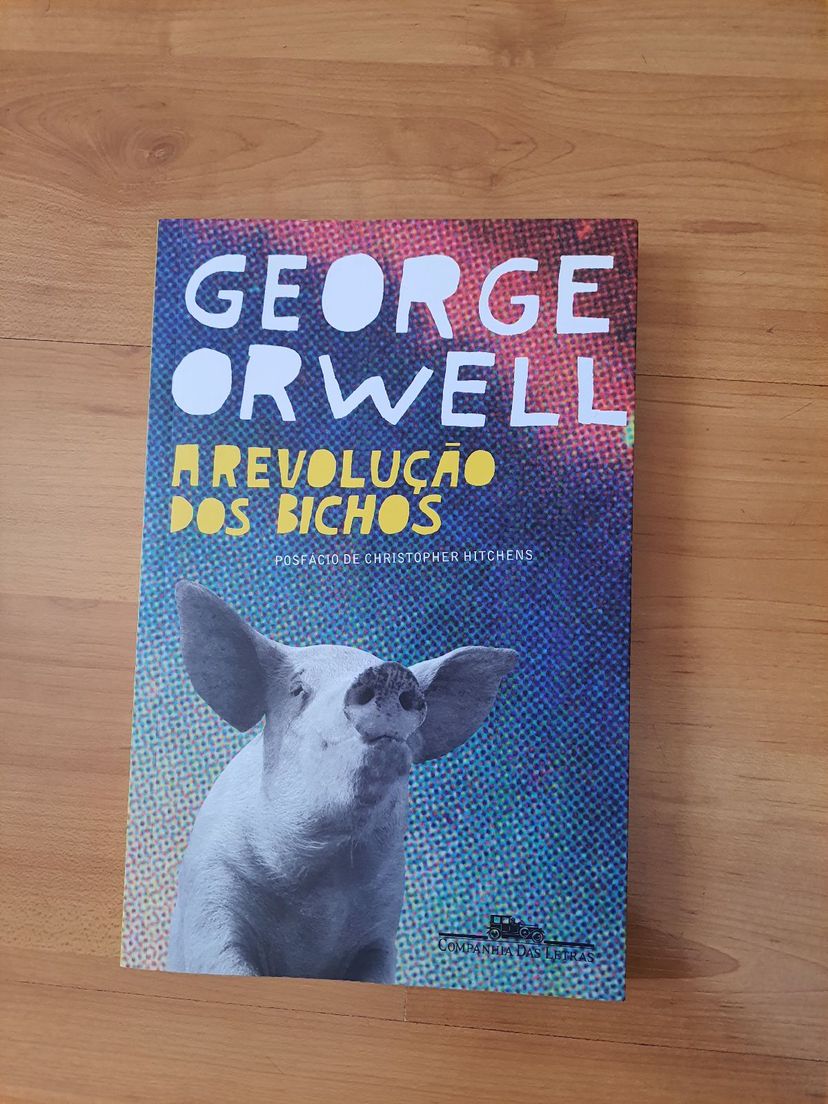 GEORGE
ORWELL
A REVOLUÇÃO
DOS BICHOS
POSFÁCIO DE CHRISTOPHER HITCHENS
COMPANHIA DAS LETRAS